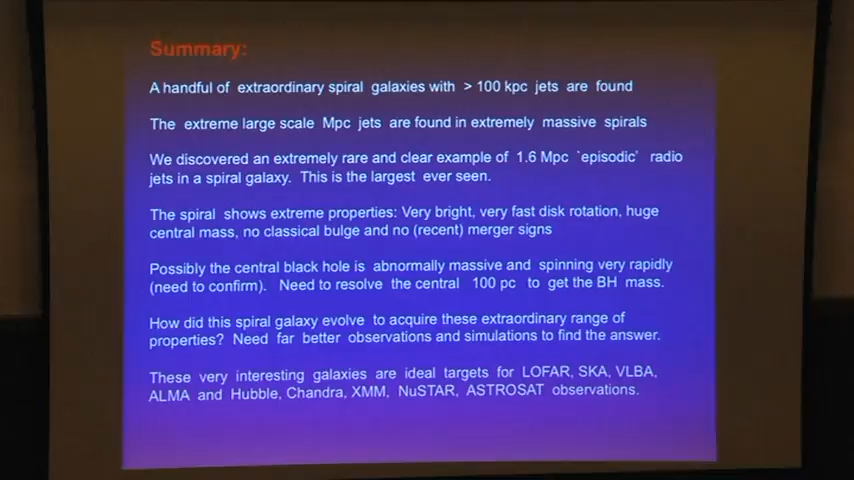 Summary:
A handful of extraordinary spiral galaxies with > 100 kpc jets are found
The extreme large scale Mpc jets are found in extremely massive spirals
We discovered an extremely rare and clear example of 1.6 Mpc `episodic' radio
jets in a spiral galaxy. This is the largest ever seen.
The spiral shows extreme properties: Very bright, very fast disk rotation, huge
central mass, no classical bulge and no (recent) merger signs
Possibly the central black hole is abnormally massive and spinning very rapidly
(need to confirm). Need to resolve the central 100 pc to get the BH mass.
How did this spiral galaxy evolve to acquire these extraordinary range of
properties? Need far better observations and simulations to find the answer.
These very interesting galaxies are ideal targets for LOFAR, SKA, VLBA,
ALMA and Hubble, Chandra, XMM, NuSTAR, ASTROSAT observations.